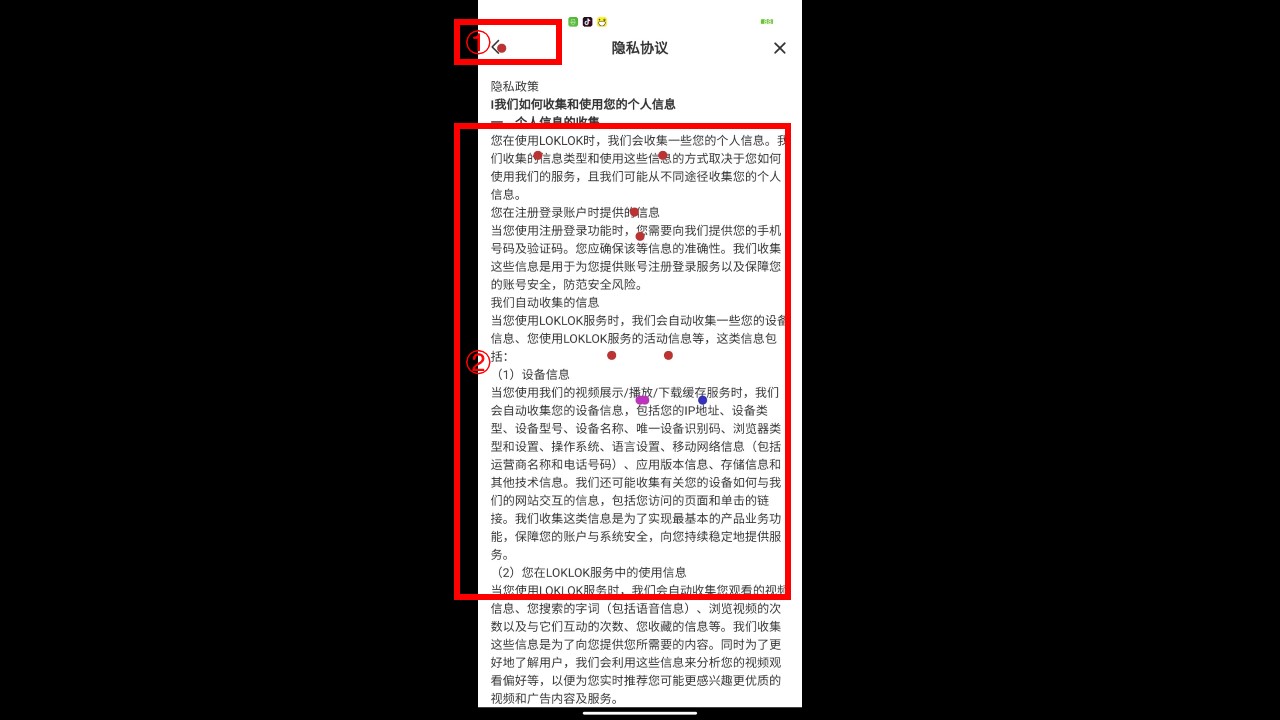 ①
隐私协议
隐私政策
I我们如何收集和使用您的个人信息
一、个人信息的收集
您在使用LOKLOK时，我们会收集一些您的个人信息。我
们收集的信息类型和使用这些信息的方式取决于您如何
使用我们的服务，且我们可能从不同途径收集您的个人
信息。
您在注册登录账户时提供的信息
当您使用注册登录功能时，您需要向我们提供您的手机
号码及验证码。您应确保该等信息的准确性。我们收集
这些信息是用于为您提供账号注册登录服务以及保障您
的账号安全，防范安全风险。
我们自动收集的信息
当您使用LOKLOK服务时，我们会自动收集一些您的设备
信息、您使用LOKLOK服务的活动信息等，这类信息包
②
括：
（1）设备信息
当您使用我们的视频展示/播放/下载缓存服务时，我们
会自动收集您的设备信息，包括您的IP地址、设备类
型、设备型号、设备名称、唯一设备识别码、浏览器类
型和设置、操作系统、语言设置、移动网络信息（包括
运营商名称和电话号码）、应用版本信息、存储信息和
其他技术信息。我们还可能收集有关您的设备如何与我
们的网站交互的信息，包括您访问的页面和单击的链
接。我们收集这类信息是为了实现最基本的产品业务功
能，保障您的账户与系统安全，向您持续稳定地提供服
务。
（2）您在LOKLOK服务中的使用信息
当您使用LOKLOK服务时，我们会自动收集您观看的视频
信息、您搜索的字词（包括语音信息）、浏览视频的次
数以及与它们互动的次数、您收藏的信息等。我们收集
这些信息是为了向您提供您所需要的内容。同时为了更
好地了解用户，我们会利用这些信息来分析您的视频观
看偏好等，以便为您实时推荐您可能更感兴趣更优质的
视频和广告内容及服务。